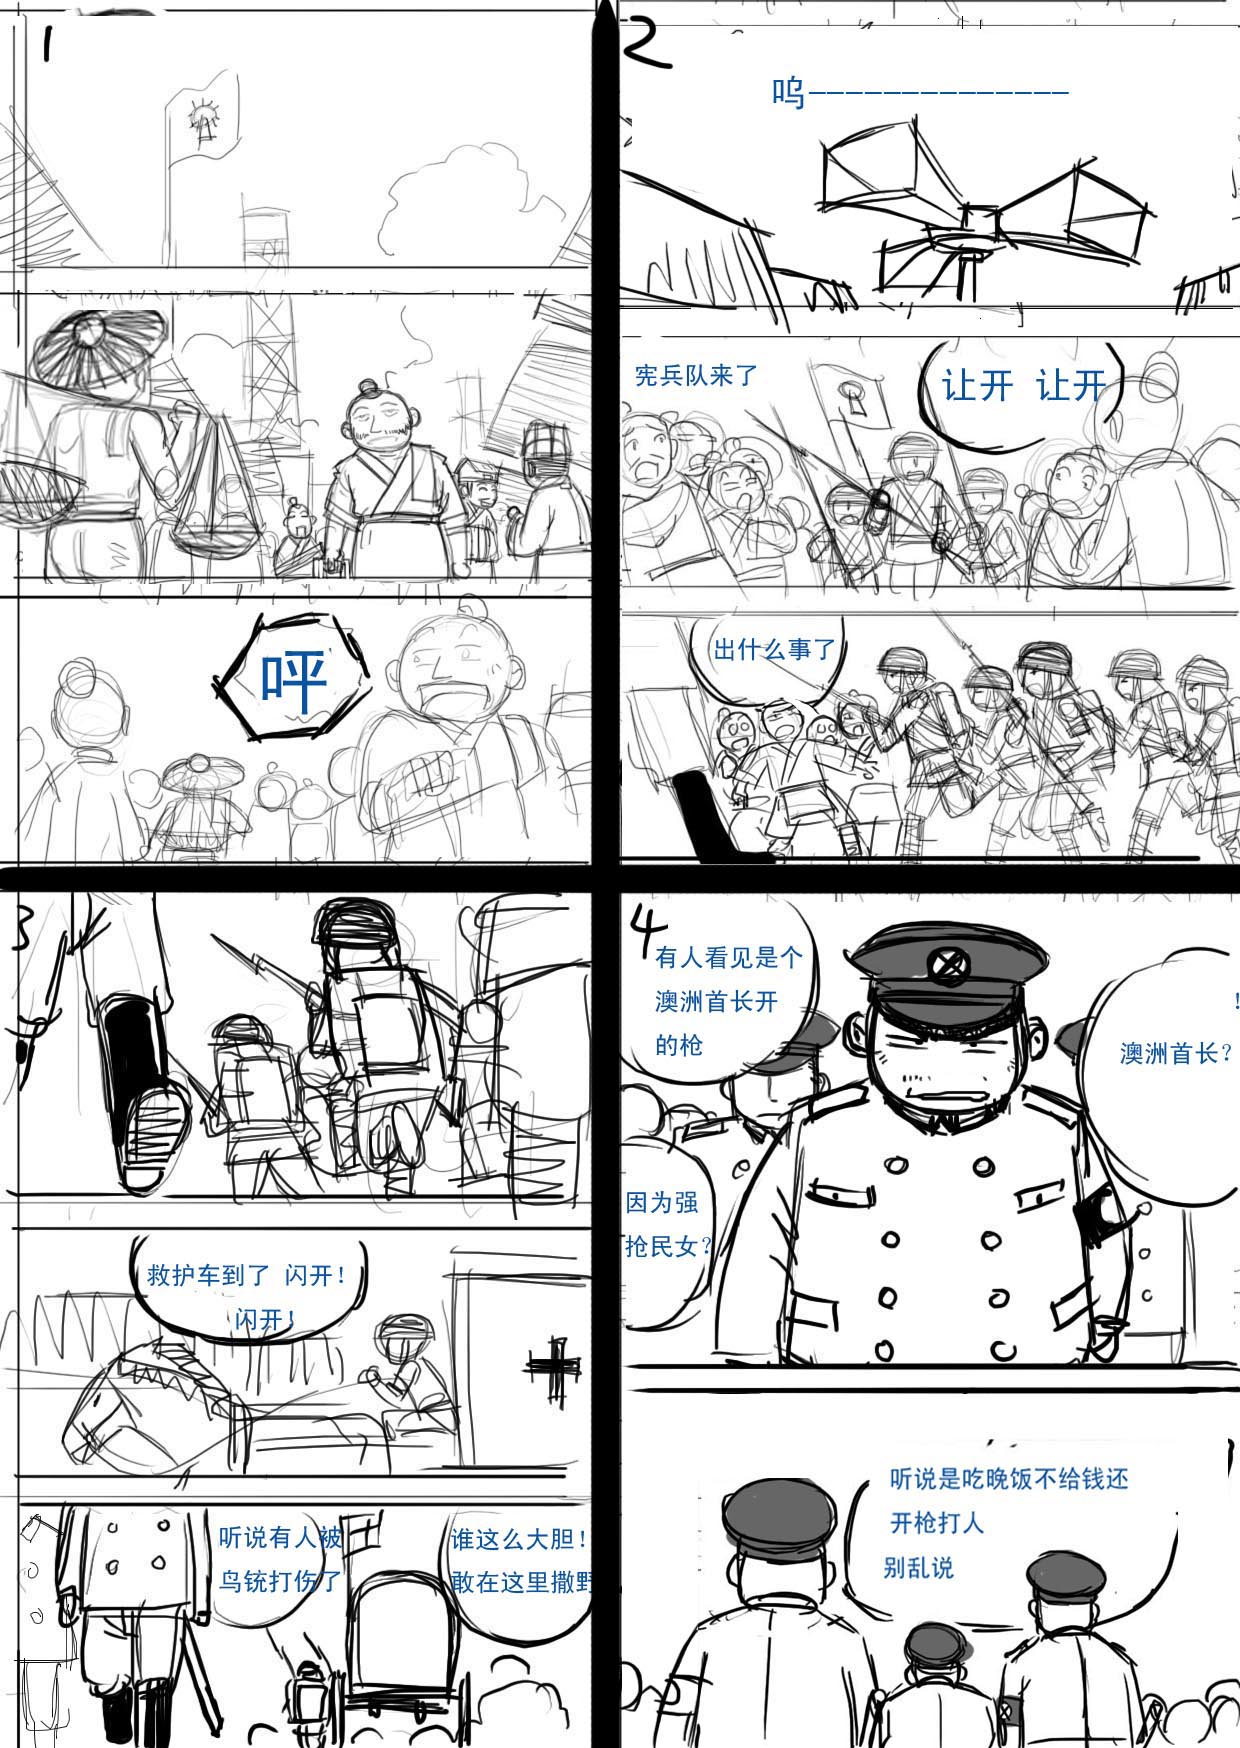 1
呯
2
呜--------------
宪兵队来了
让开 让开
出什么事了
3
救护车到了 闪开!
闪开!
听说有人被
鸟铳打伤了
谁这么大胆!
敢在这里撒野
4
有人看见是个
澳洲首长开
的枪
!
澳洲首长?
因为强
抢民女?
听说是吃晚饭不给钱还
开枪打人
别乱说